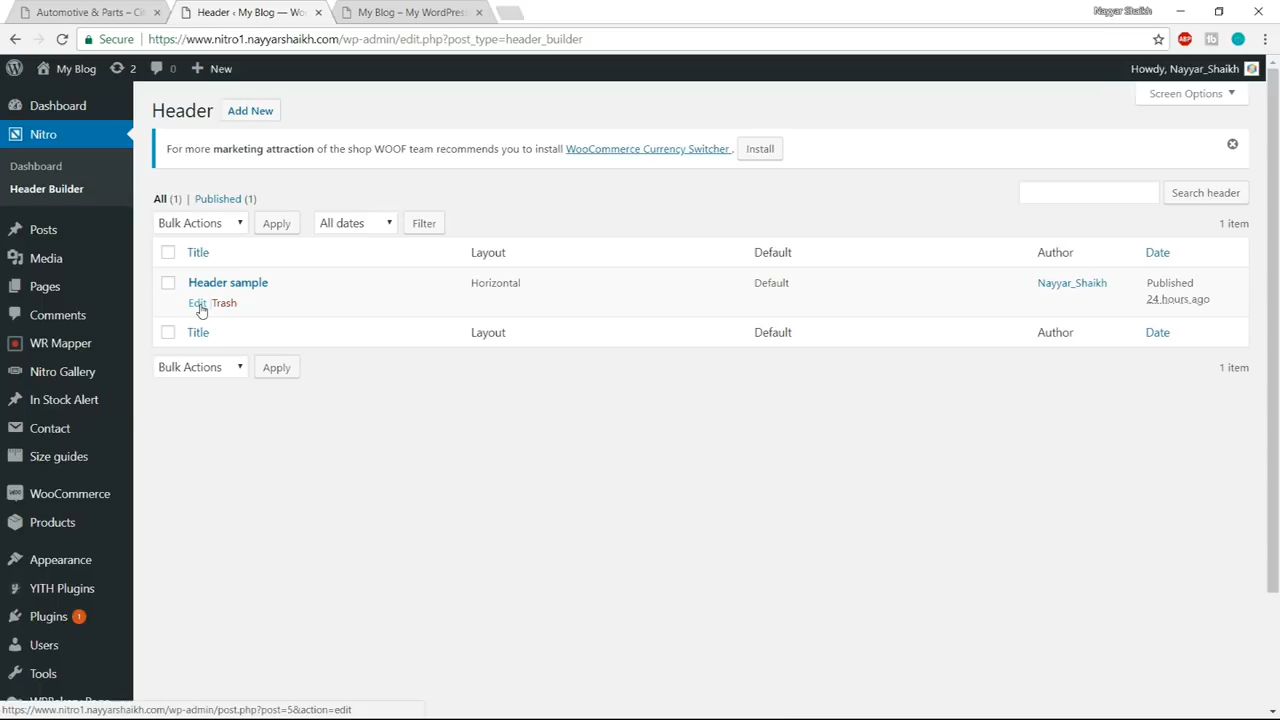 Automotive & Parts – Cli
Header ‹ My Blog — Wo
My Blog – My WordPress
Nayyar Shaikh
Secure
https://www.nitro1.nayyarshaikh.com/wp-admin/edit.php?post_type=header_builder
My Blog
2
0
New
Howdy, Nayyar_Shaikh
Dashboard
Nitro
Dashboard
Header Builder
Posts
Media
Pages
Comments
WR Mapper
Nitro Gallery
In Stock Alert
Contact
Size guides
WooCommerce
Products
Appearance
YITH Plugins
Plugins 1
Users
Tools
Screen Options
Header
Add New
For more marketing attraction of the shop WOOF team recommends you to install WooCommerce Currency Switcher . Install
All (1) | Published (1)
Search header
Bulk Actions Apply All dates Filter 1 item
Title Layout Default Author Date
Header sample Horizontal Default Nayyar_Shaikh Published
Edit | Trash 24 hours ago
Title Layout Default Author Date
Bulk Actions Apply 1 item
https://www.nitro1.nayyarshaikh.com/wp-admin/post.php?post=5&action=edit